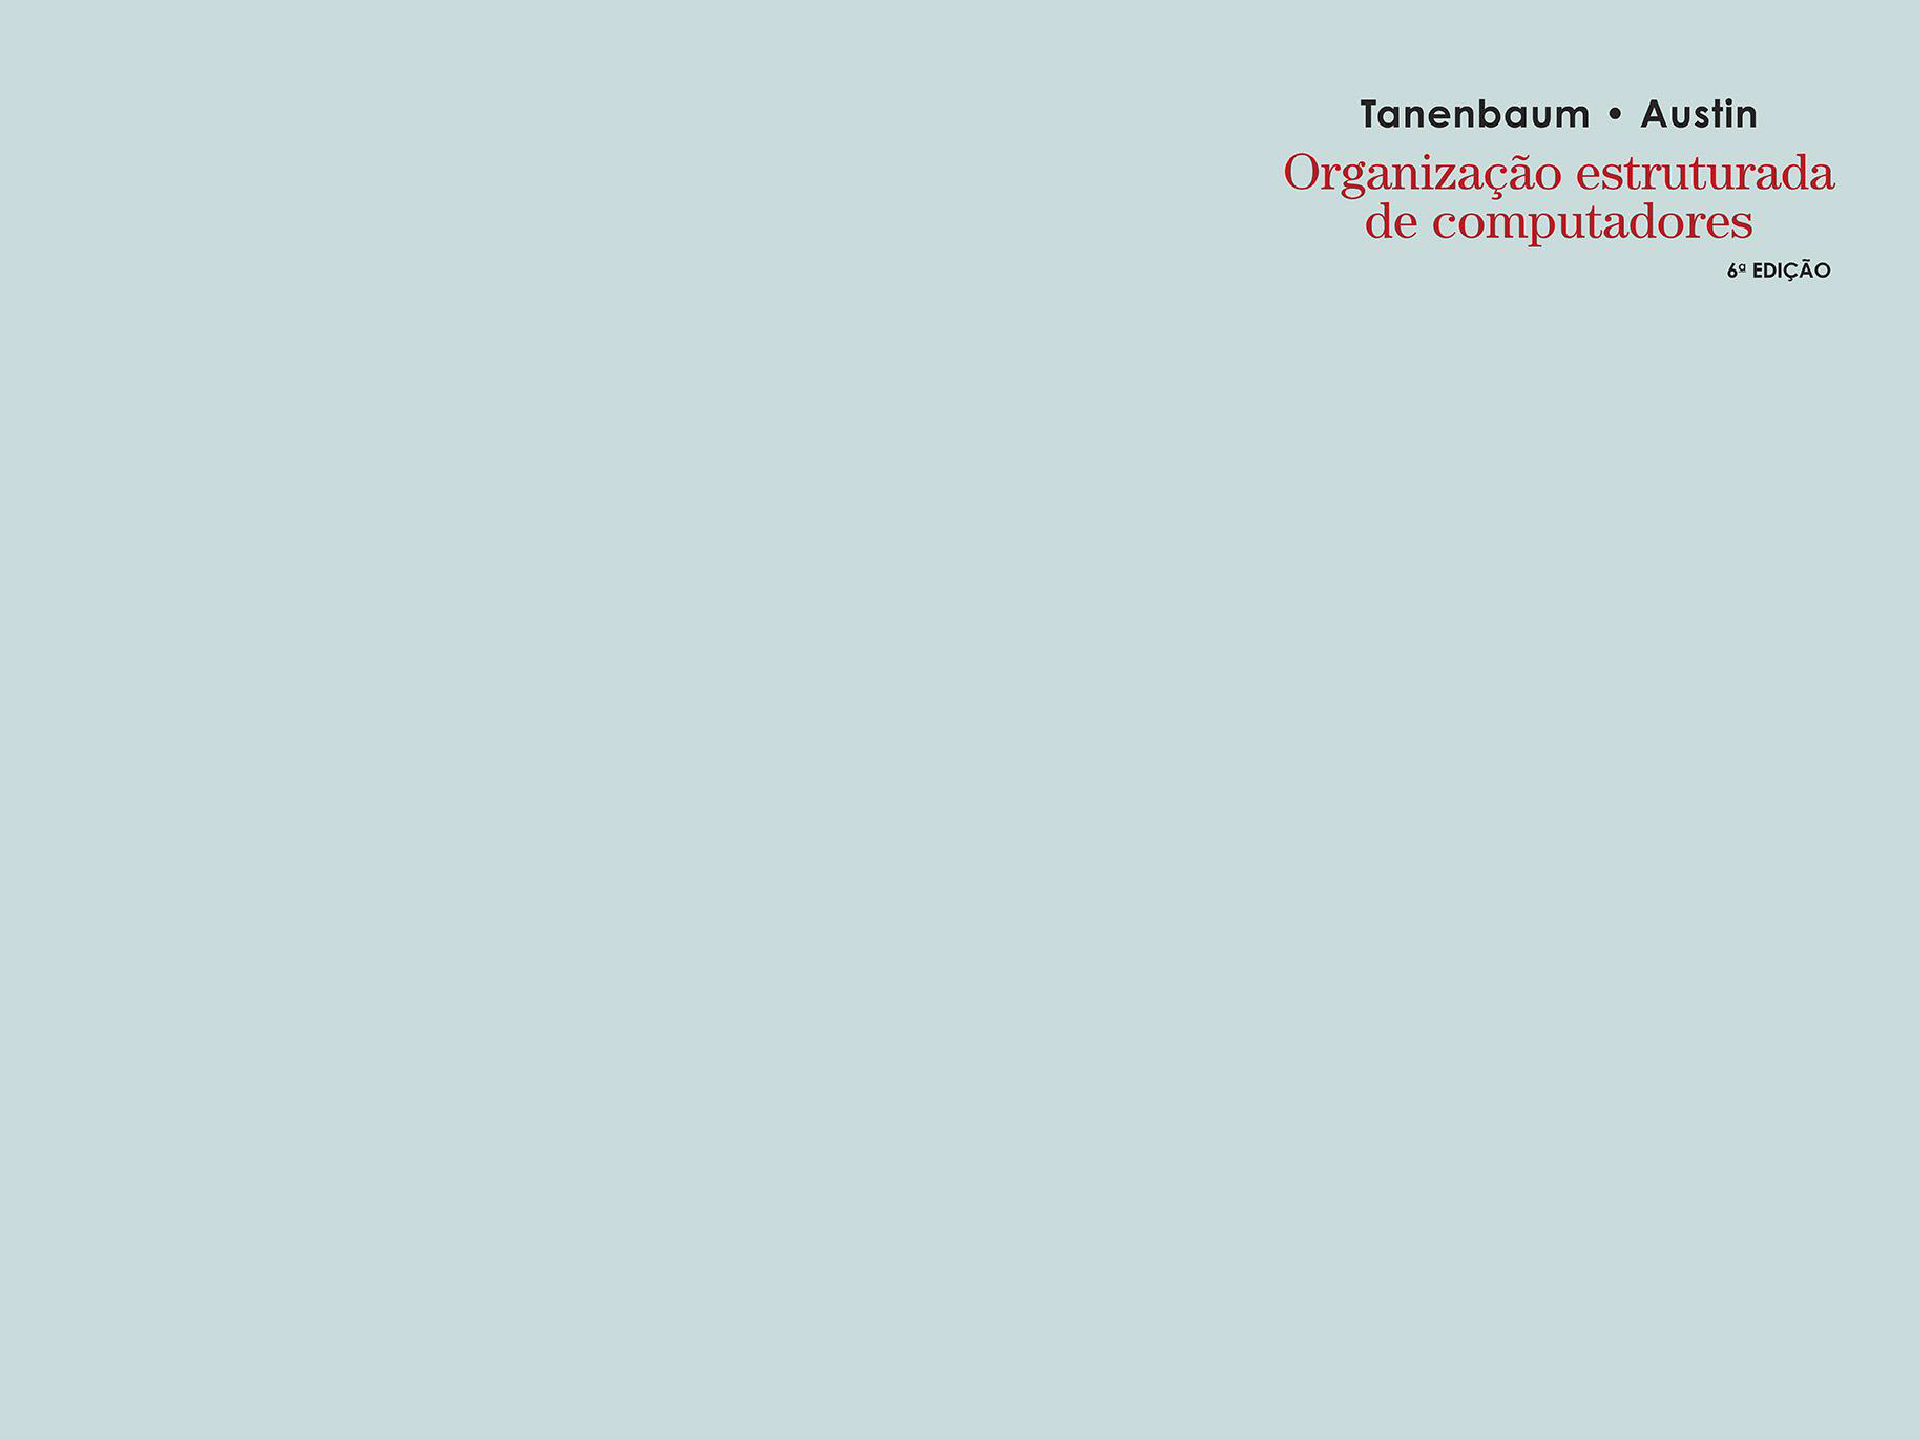 Tanenbaum • Austin
Organização estruturada
de computadores
6ª EDIÇÃO